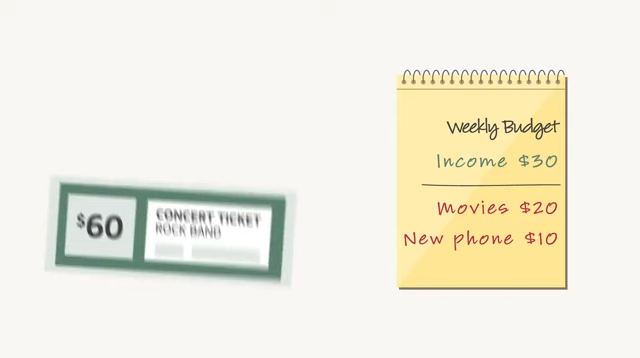 $60
CONCERT TICKET
ROCK BAND
Weekly Budget
Income $30
Movies $20
New phone $10